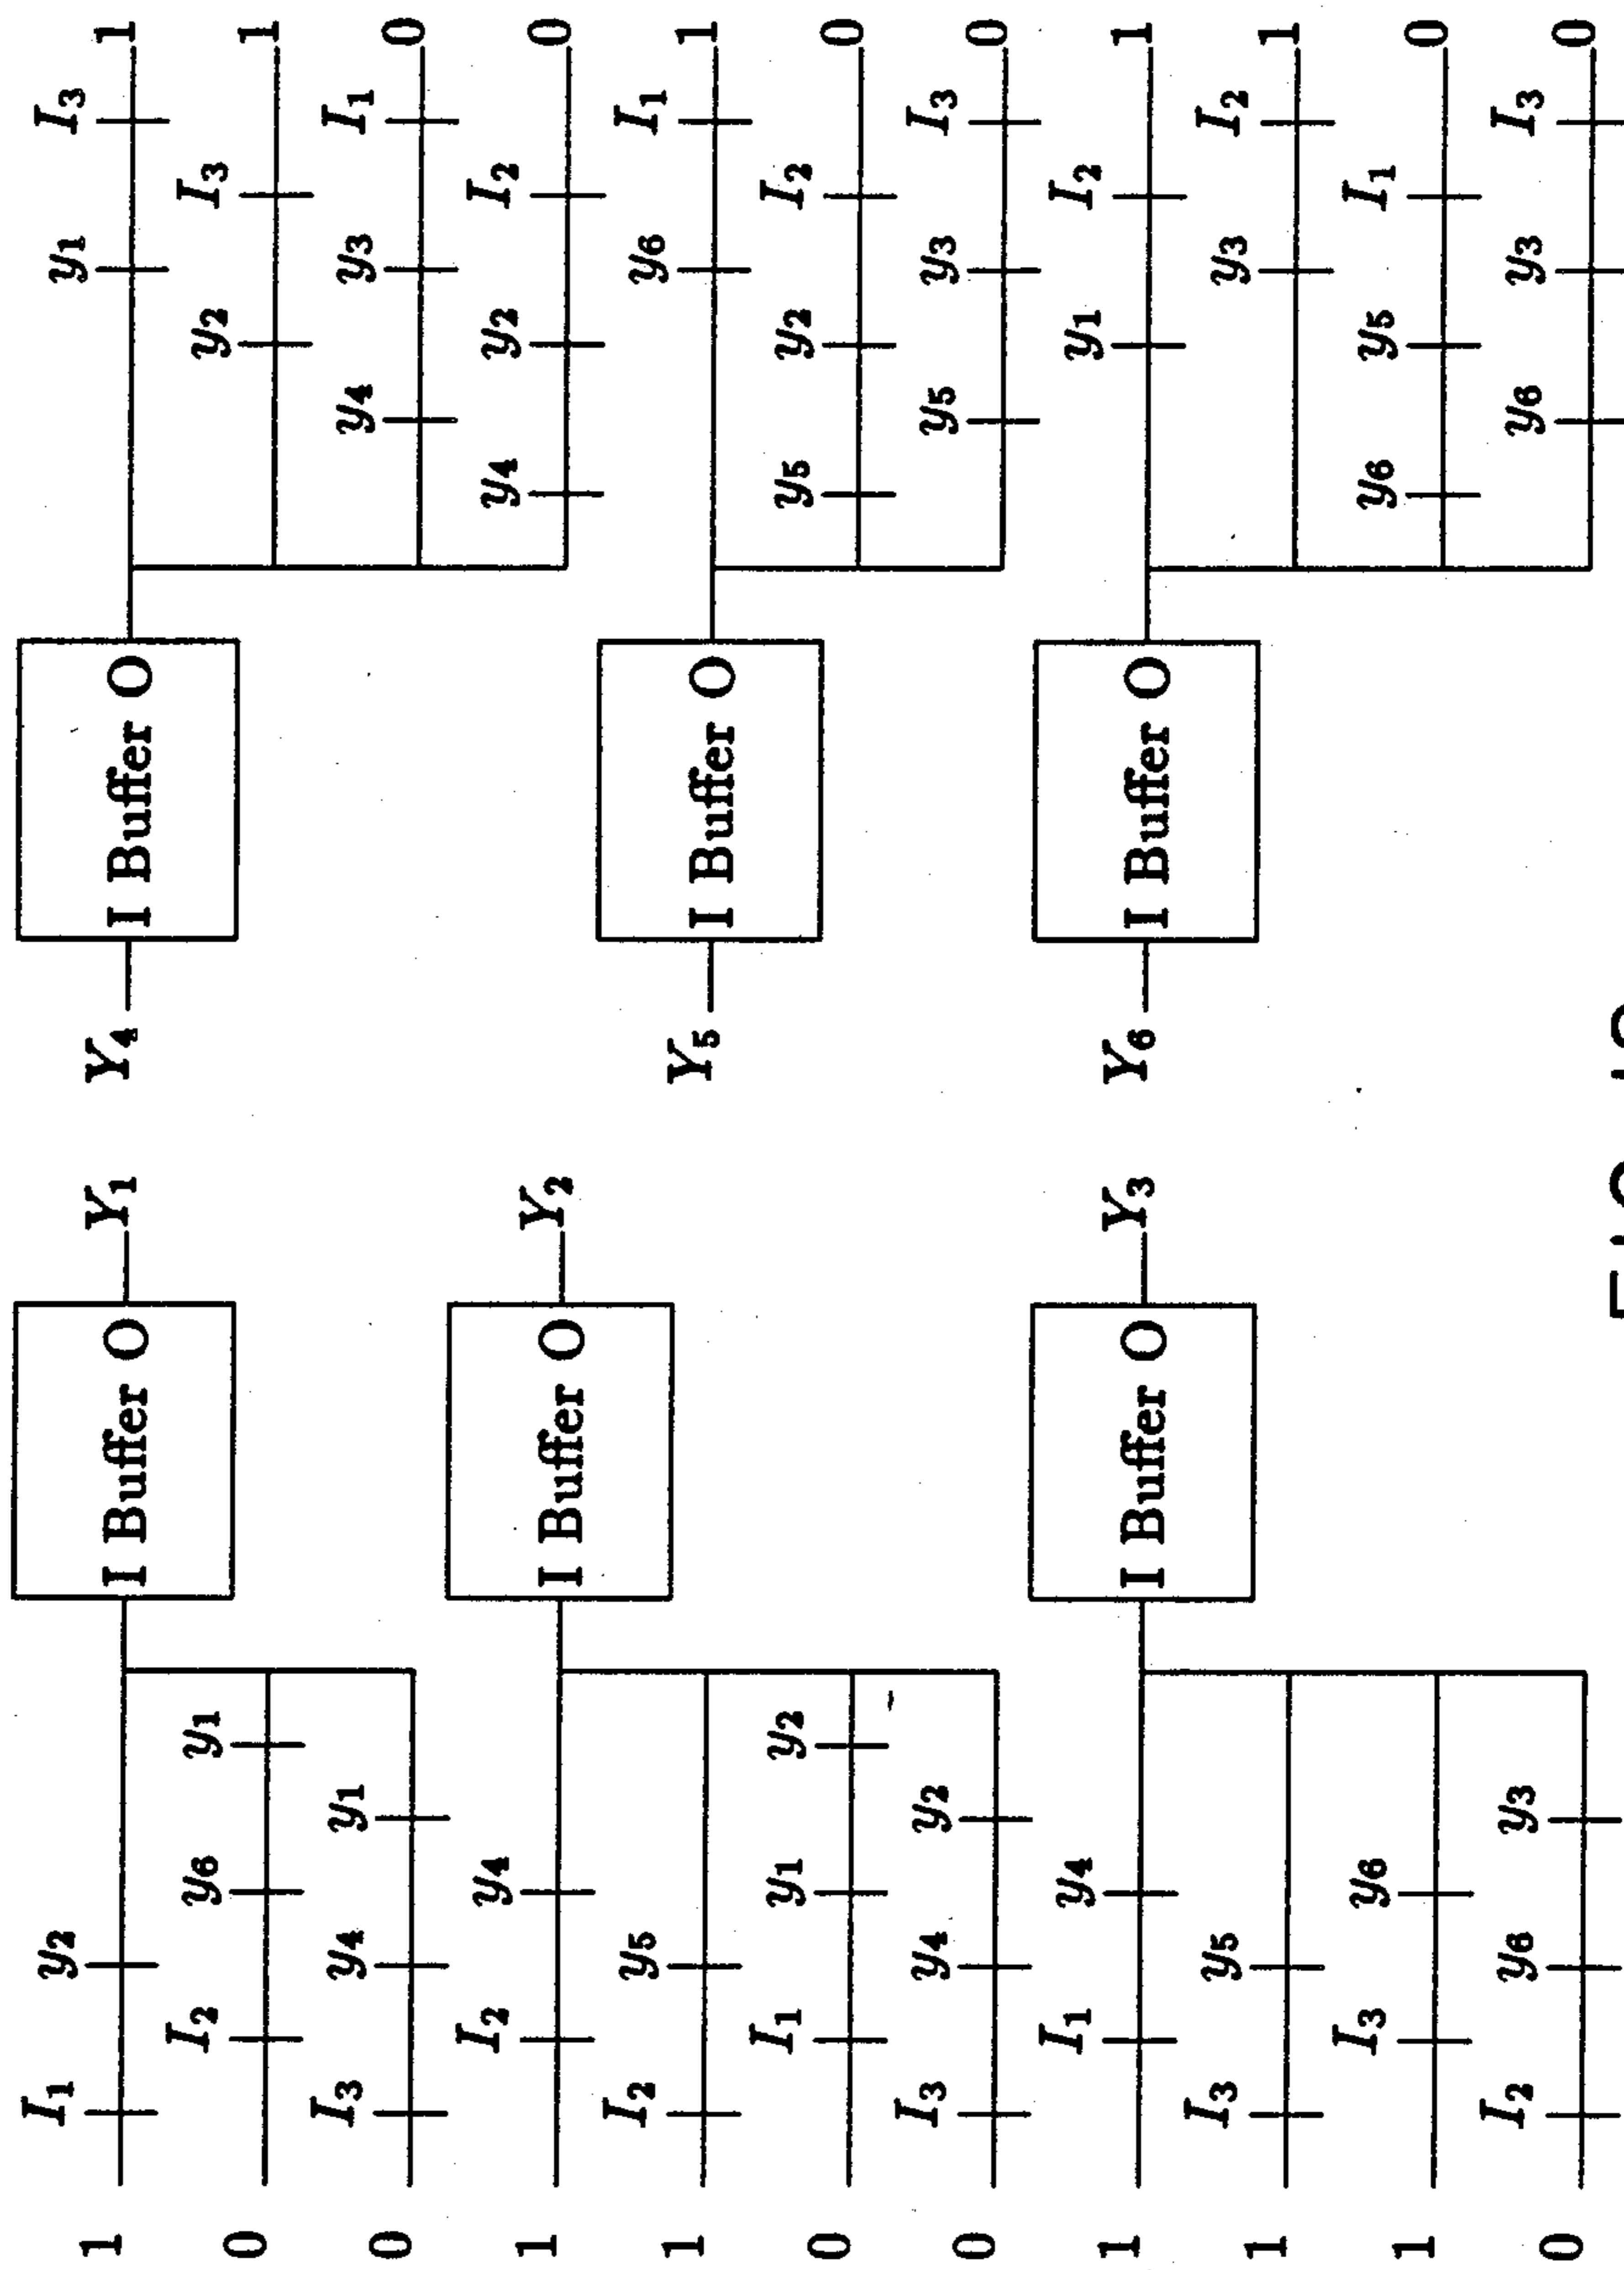 I₁ y₂
1 I Buffer O Y₁
I₂ y₆ y₁
0
I₃ y₄ y₁
0
I₂ y₄
1 I Buffer O Y₂
I₂ y₅
1
I₁ y₁ y₂
0
I₃ y₄ y₂
0
I₁ y₄
1 I Buffer O Y₃
I₃ y₅
1
I₃ y₆
1
I₂ y₆ y₃
0
y₁ I₃
Y₄ I Buffer O 1
y₂ I₃
1
y₄ y₃ I₁
0
y₄ y₂ I₂
0
y₆ I₁
Y₅ I Buffer O 1
y₅ y₂ I₂
0
y₅ y₃ I₃
0
y₁ I₂
Y₆ I Buffer O 1
y₃ I₂
1
y₆ y₅ I₁
0
y₆ y₃ I₃
0